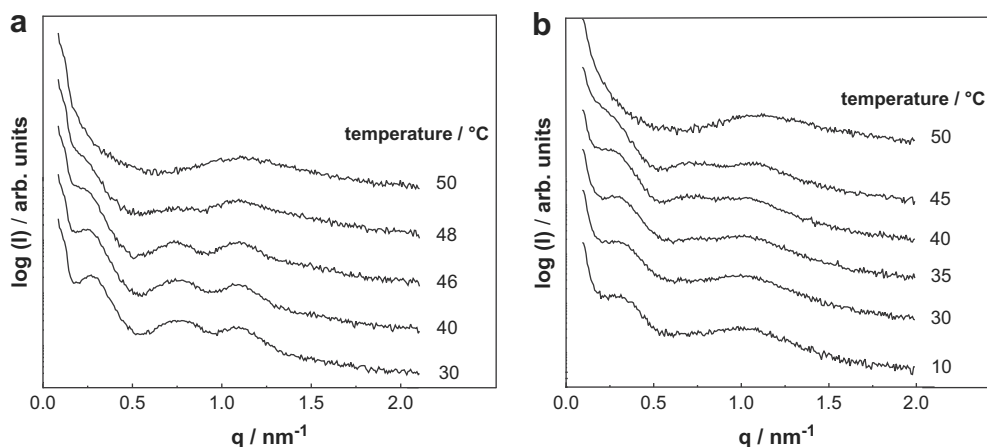 a
log (I) / arb. units
temperature / °C
50
48
46
40
30
0.0 0.5 1.0 1.5 2.0
q / nm⁻¹
b
log (I) / arb. units
temperature / °C
50
45
40
35
30
10
0.0 0.5 1.0 1.5 2.0
q / nm⁻¹